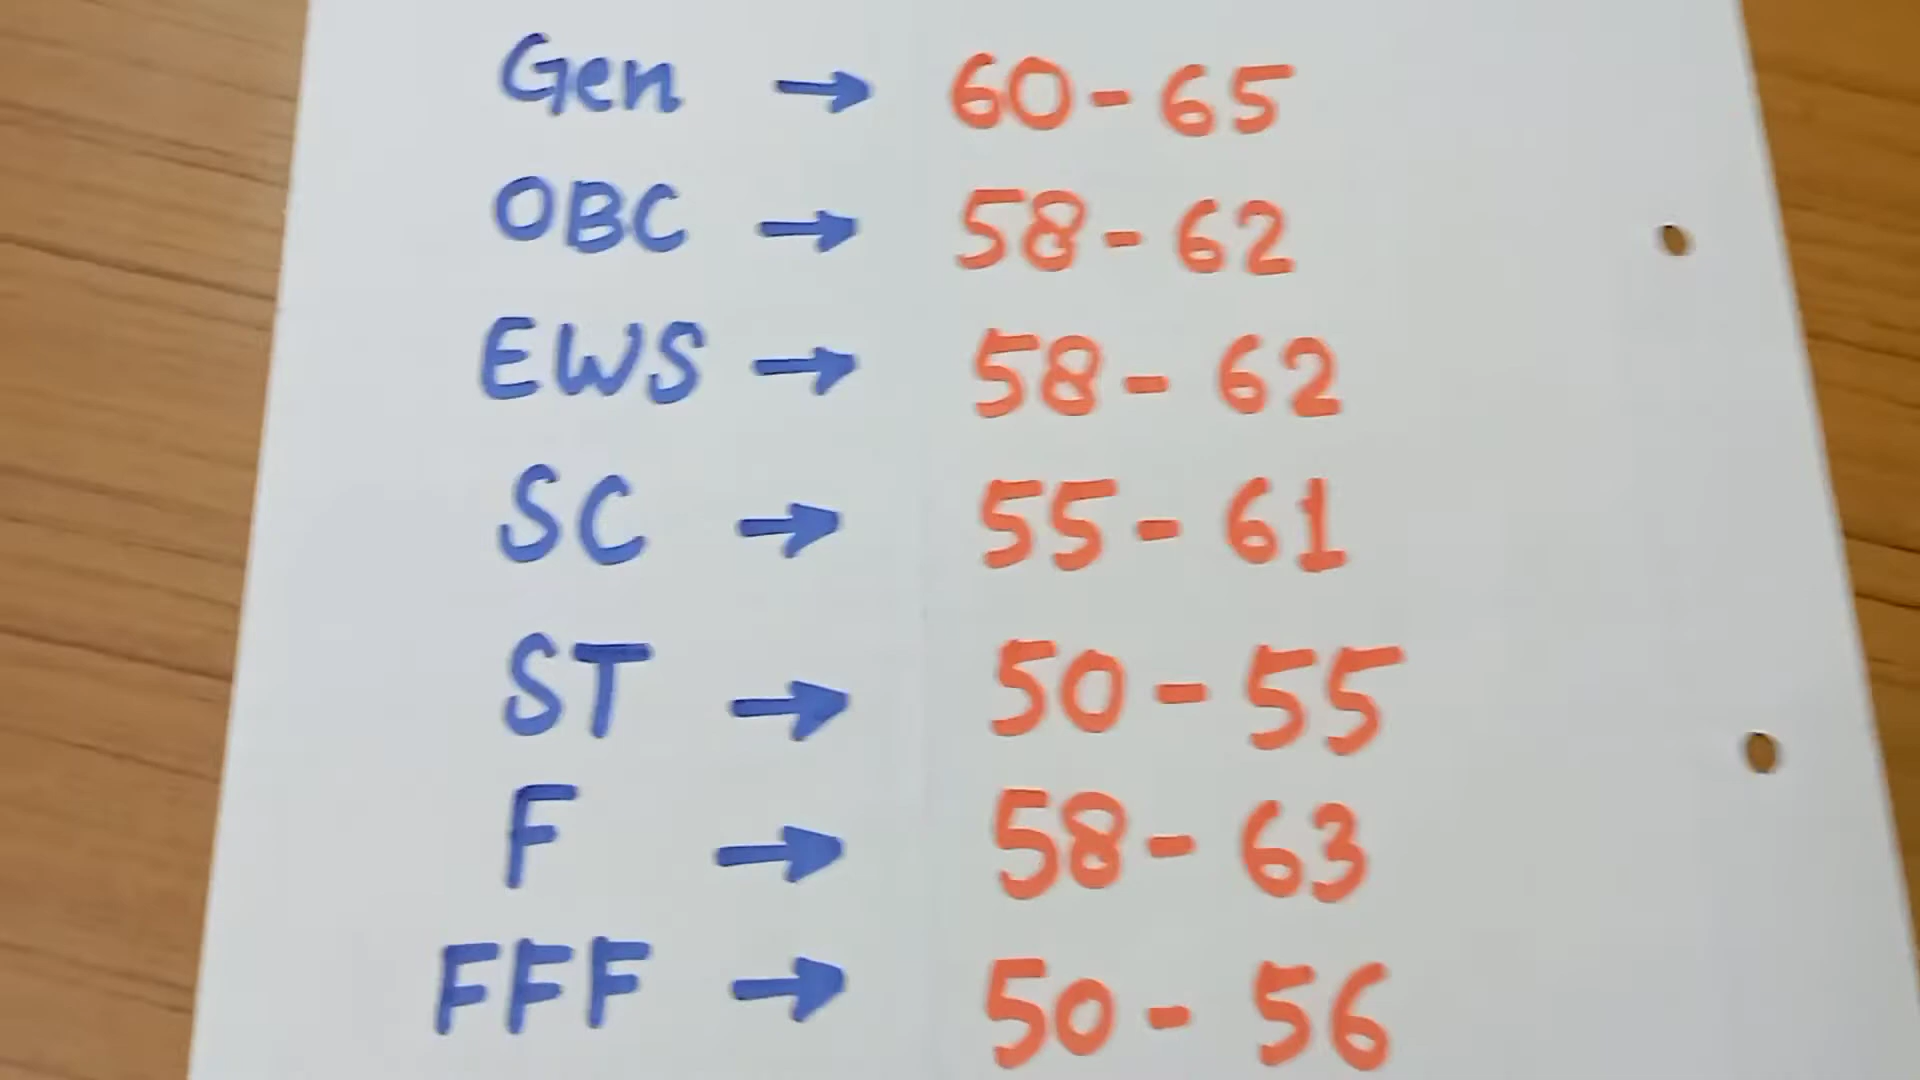 Gen → 60 - 65
OBC → 58 - 62
EWS → 58 - 62
SC → 55 - 61
ST → 50 - 55
F → 58 - 63
FFF → 50 - 56